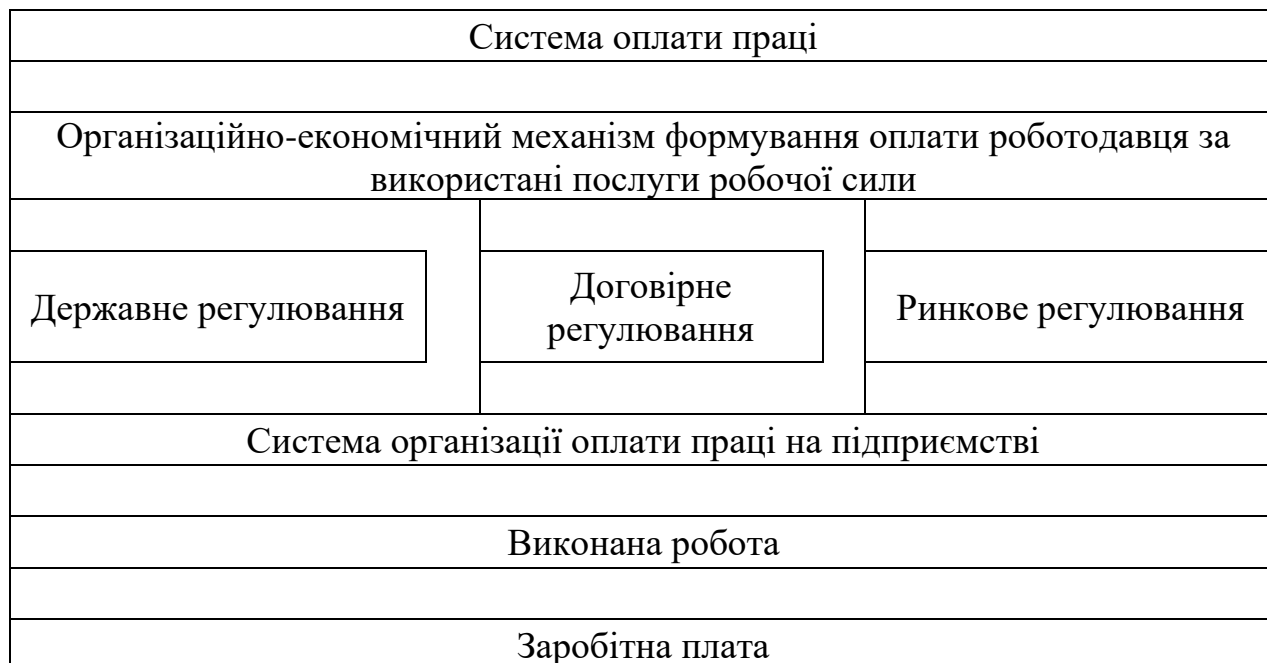 Система оплати праці
Організаційно-економічний механізм формування оплати роботодавця за
використані послуги робочої сили
Державне регулювання
Договірне
регулювання
Ринкове регулювання
Система організації оплати праці на підприємстві
Виконана робота
Заробітна плата